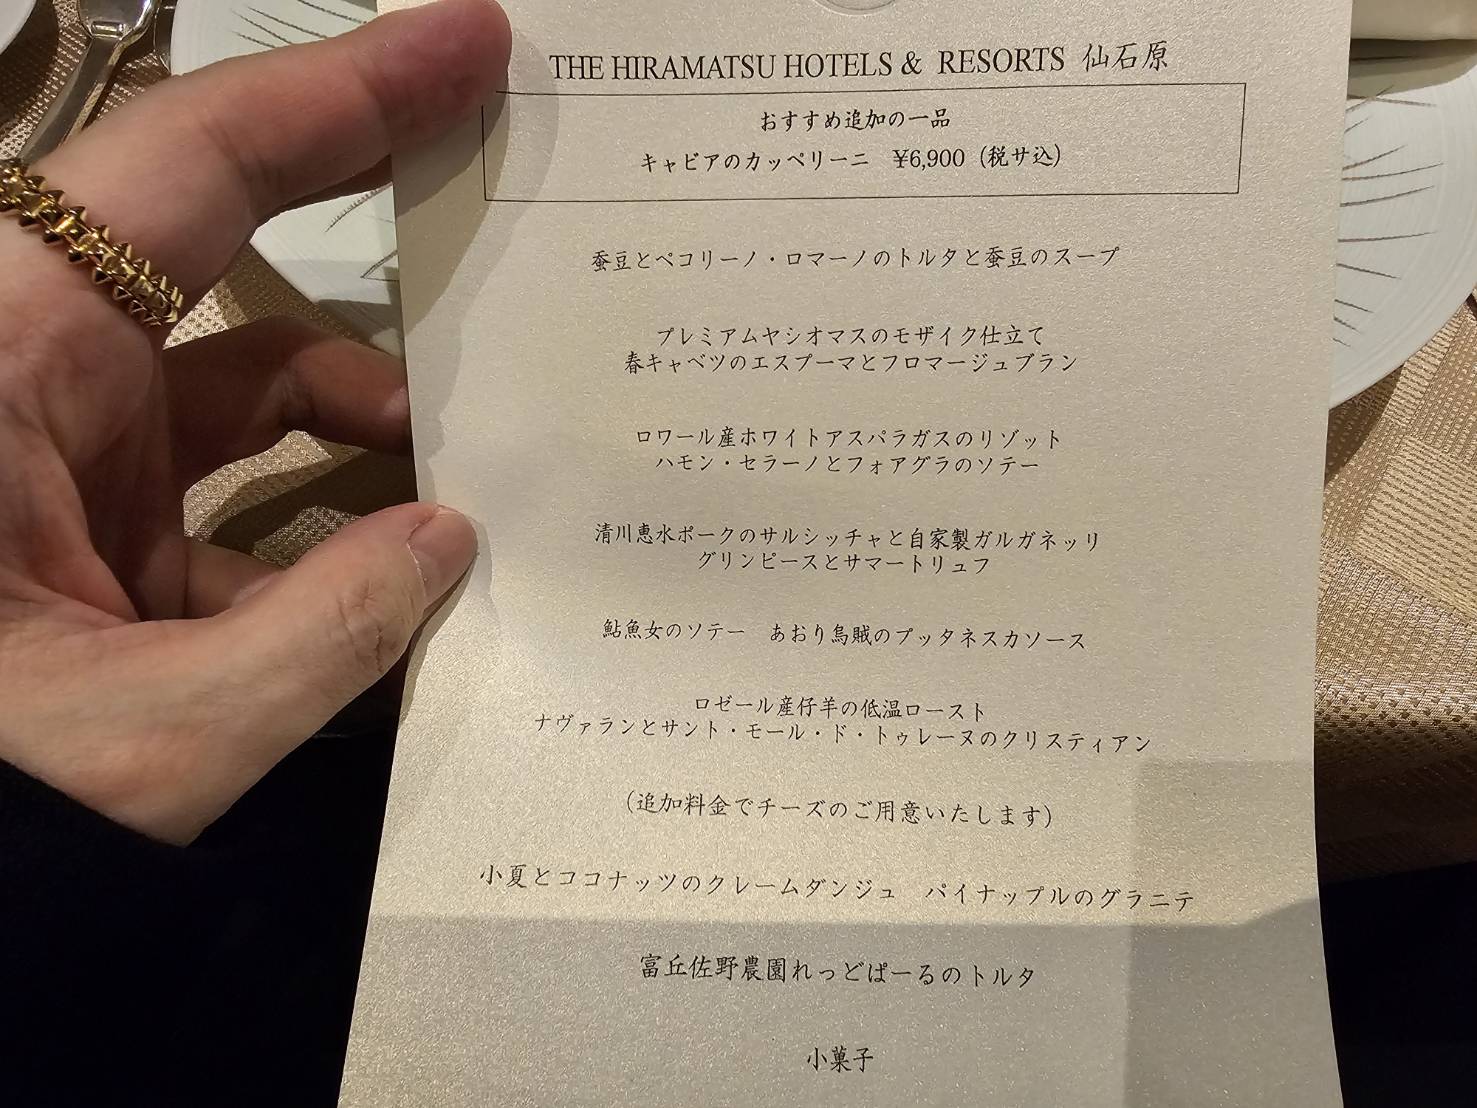 THE HIRAMATSU HOTELS & RESORTS 仙石原
おすすめ追加の一品
キャビアのカッペリーニ ¥6,900（税サ込）
蚕豆とペコリーノ・ロマーノのトルタと蚕豆のスープ
プレミアムヤシオマスのモザイク仕立て
春キャベツのエスプーマとフロマージュブラン
ロワール産ホワイトアスパラガスのリゾット
ハモン・セラーノとフォアグラのソテー
清川恵水ポークのサルシッチャと自家製ガルガネッリ
グリンピースとサマートリュフ
鮎魚女のソテー あおり烏賊のプッタネスカソース
ロゼール産仔羊の低温ロースト
ナヴァランとサント・モール・ド・トゥレーヌのクリスティアン
（追加料金でチーズのご用意いたします）
小夏とココナッツのクレームダンジュ パイナップルのグラニテ
富丘佐野農園れっどぱーるのトルタ
小菓子